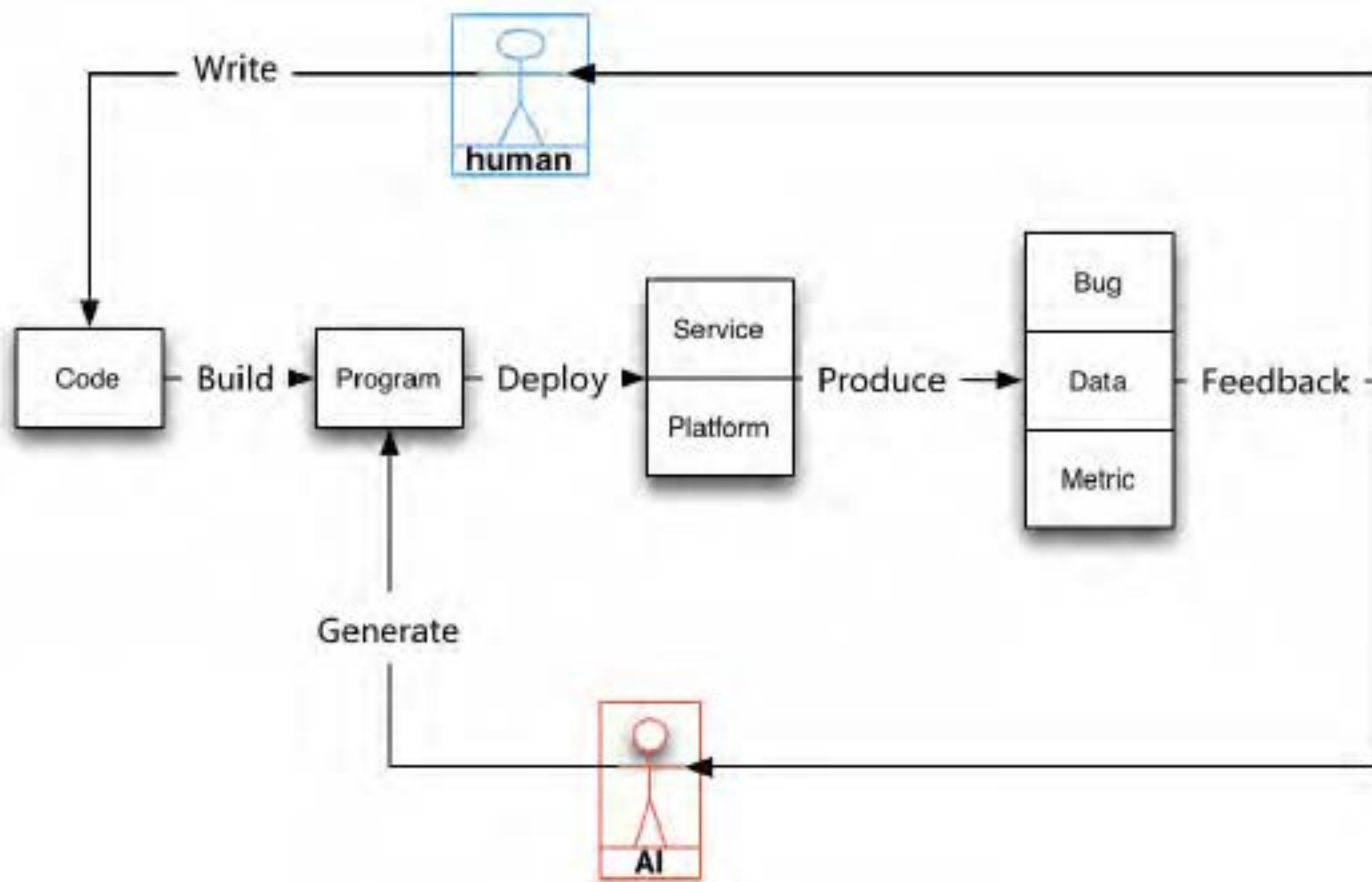 Write
human
Code
Build
Program
Deploy
Service
Platform
Produce
Bug
Data
Metric
Feedback
Generate
AI